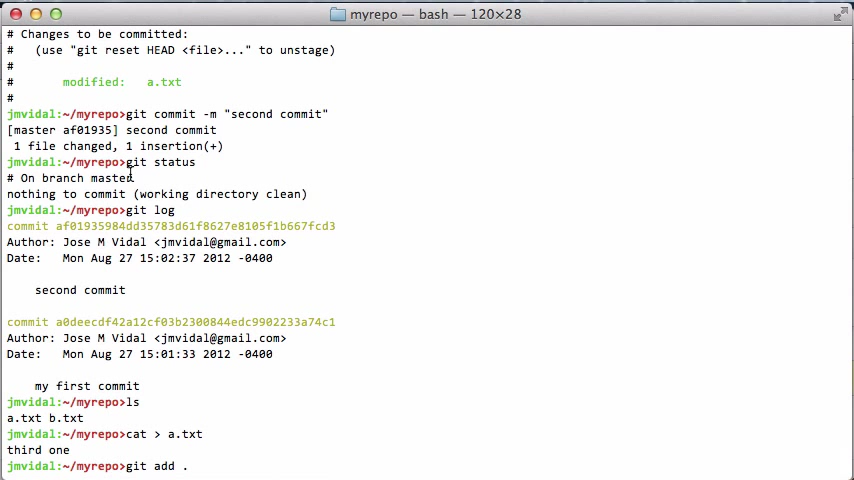 myrepo — bash — 120×28
# Changes to be committed:
#   (use "git reset HEAD <file>..." to unstage)
#
#       modified:   a.txt
#
jmvidal:~/myrepo>git commit -m "second commit"
[master af01935] second commit
 1 file changed, 1 insertion(+)
jmvidal:~/myrepo>git status
# On branch master
nothing to commit (working directory clean)
jmvidal:~/myrepo>git log
commit af01935984dd35783d61f8627e8105f1b667fcd3
Author: Jose M Vidal <jmvidal@gmail.com>
Date:   Mon Aug 27 15:02:37 2012 -0400
    second commit
commit a0deecdf42a12cf03b2300844edc9902233a74c1
Author: Jose M Vidal <jmvidal@gmail.com>
Date:   Mon Aug 27 15:01:33 2012 -0400
    my first commit
jmvidal:~/myrepo>ls
a.txt b.txt
jmvidal:~/myrepo>cat > a.txt
third one
jmvidal:~/myrepo>git add .